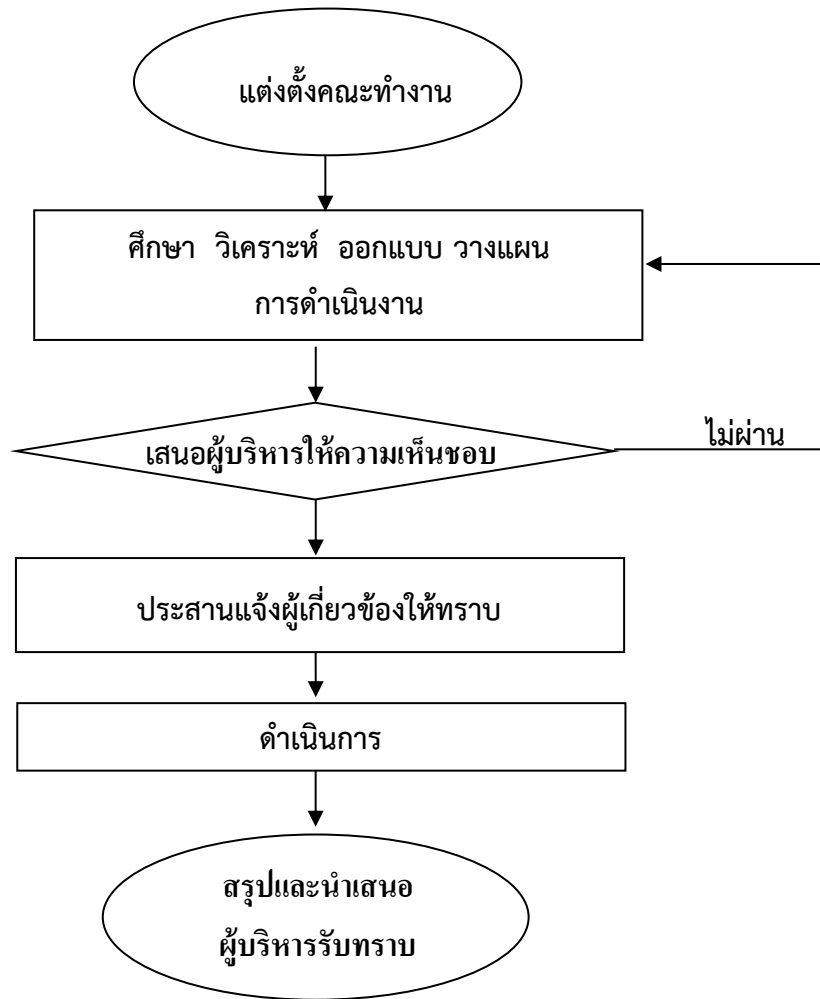 แต่งตั้งคณะทำงาน
ศึกษา วิเคราะห์ ออกแบบ วางแผน
การดำเนินงาน
เสนอผู้บริหารให้ความเห็นชอบ
ไม่ผ่าน
ประสานแจ้งผู้เกี่ยวข้องให้ทราบ
ดำเนินการ
สรุปและนำเสนอ
ผู้บริหารรับทราบ